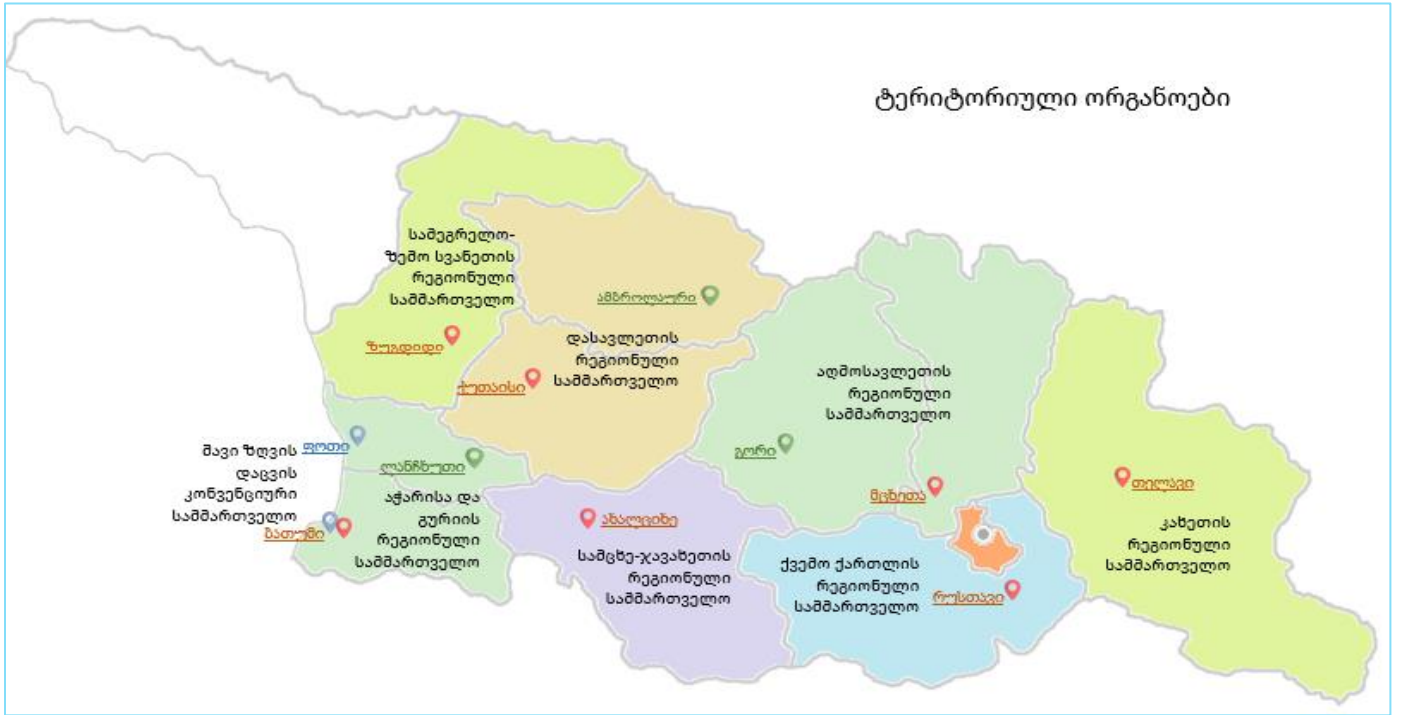 ტერიტორიული ორგანოები
სამეგრელო-
ზემო სვანეთის
რეგიონული
სამმართველო
ზუგდიდი
ამბროლაური
დასავლეთის
რეგიონული
სამმართველო
ქუთაისი
აღმოსავლეთის
რეგიონული
სამმართველო
გორი
მცხეთა
შავი ზღვის
დაცვის
კონვენციური
სამმართველო
ფოთი
ბათუმი
ლანჩხუთი
აჭარისა და
გურიის
რეგიონული
სამმართველო
ახალციხე
სამცხე-ჯავახეთის
რეგიონული
სამმართველო
ქვემო ქართლის
რეგიონული
სამმართველო
რუსთავი
თელავი
კახეთის
რეგიონული
სამმართველო